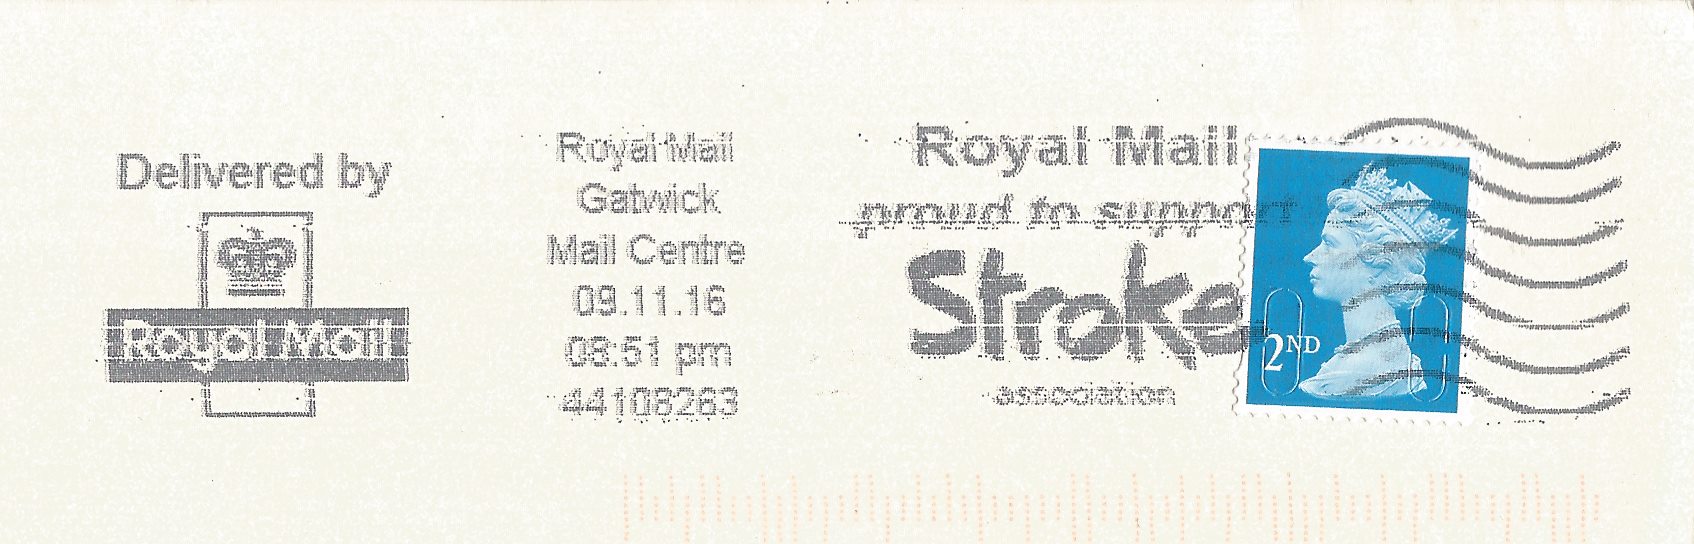 Delivered by
Royal Mail
Royal Mail
Gatwick
Mail Centre
09.11.16
08:51 pm
44108263
Royal Mail
proud to support
Stroke
association
2ND